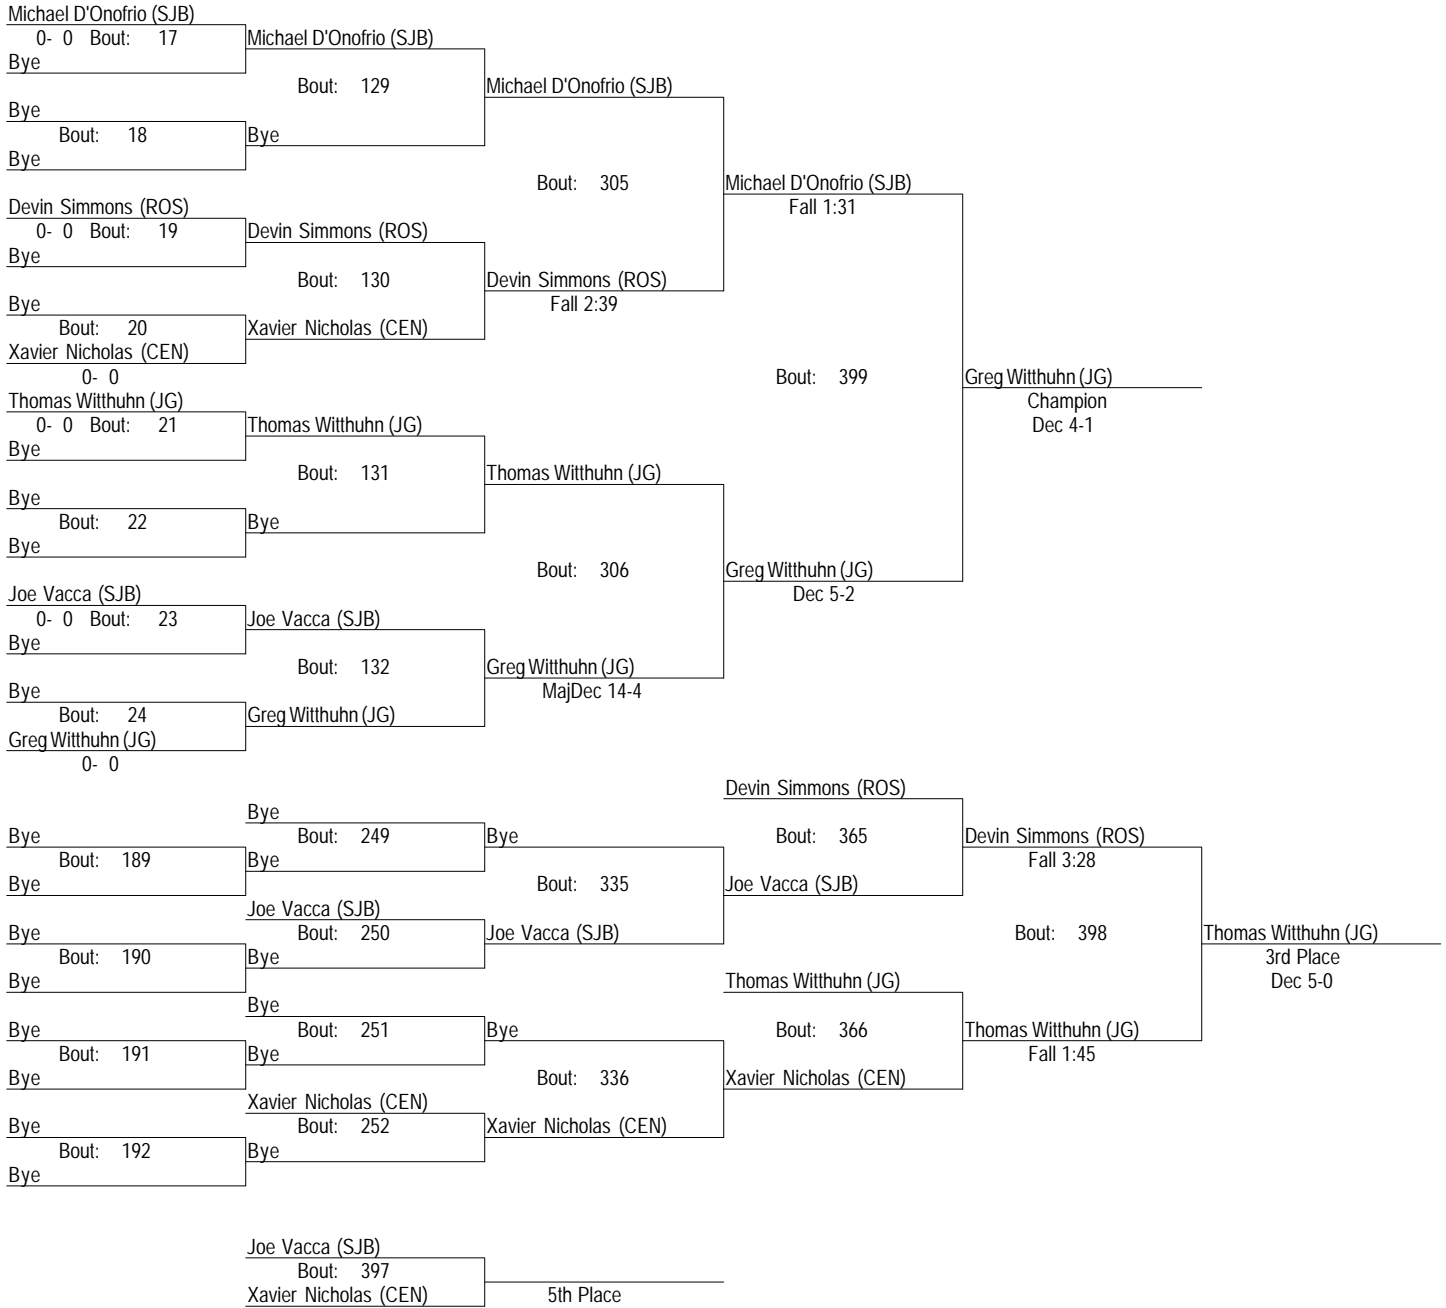 Michael D'Onofrio (SJB)
0- 0 Bout: 17
Michael D'Onofrio (SJB)
Bye
Bout: 129
Michael D'Onofrio (SJB)
Bye
Bout: 18
Bye
Bye
Bout: 305
Michael D'Onofrio (SJB)
Fall 1:31
Devin Simmons (ROS)
0- 0 Bout: 19
Devin Simmons (ROS)
Bye
Bout: 130
Devin Simmons (ROS)
Fall 2:39
Bye
Bout: 20
Xavier Nicholas (CEN)
Xavier Nicholas (CEN)
0- 0
Bout: 399
Greg Witthuhn (JG)
Champion
Dec 4-1
Thomas Witthuhn (JG)
0- 0 Bout: 21
Thomas Witthuhn (JG)
Bye
Bout: 131
Thomas Witthuhn (JG)
Bye
Bout: 22
Bye
Bye
Bout: 306
Greg Witthuhn (JG)
Dec 5-2
Joe Vacca (SJB)
0- 0 Bout: 23
Joe Vacca (SJB)
Bye
Bout: 132
Greg Witthuhn (JG)
MajDec 14-4
Bye
Bout: 24
Greg Witthuhn (JG)
Greg Witthuhn (JG)
0- 0
Devin Simmons (ROS)
Bye
Bye
Bout: 249
Bye
Bout: 365
Devin Simmons (ROS)
Fall 3:28
Bout: 189
Bye
Bye
Bout: 335
Joe Vacca (SJB)
Joe Vacca (SJB)
Bye
Bout: 250
Joe Vacca (SJB)
Bout: 398
Thomas Witthuhn (JG)
3rd Place
Dec 5-0
Bout: 190
Bye
Bye
Thomas Witthuhn (JG)
Bye
Bye
Bout: 251
Bye
Bout: 366
Thomas Witthuhn (JG)
Fall 1:45
Bout: 191
Bye
Bye
Bout: 336
Xavier Nicholas (CEN)
Xavier Nicholas (CEN)
Bye
Bout: 252
Xavier Nicholas (CEN)
Bout: 192
Bye
Bye
Joe Vacca (SJB)
Bout: 397
Xavier Nicholas (CEN)
5th Place